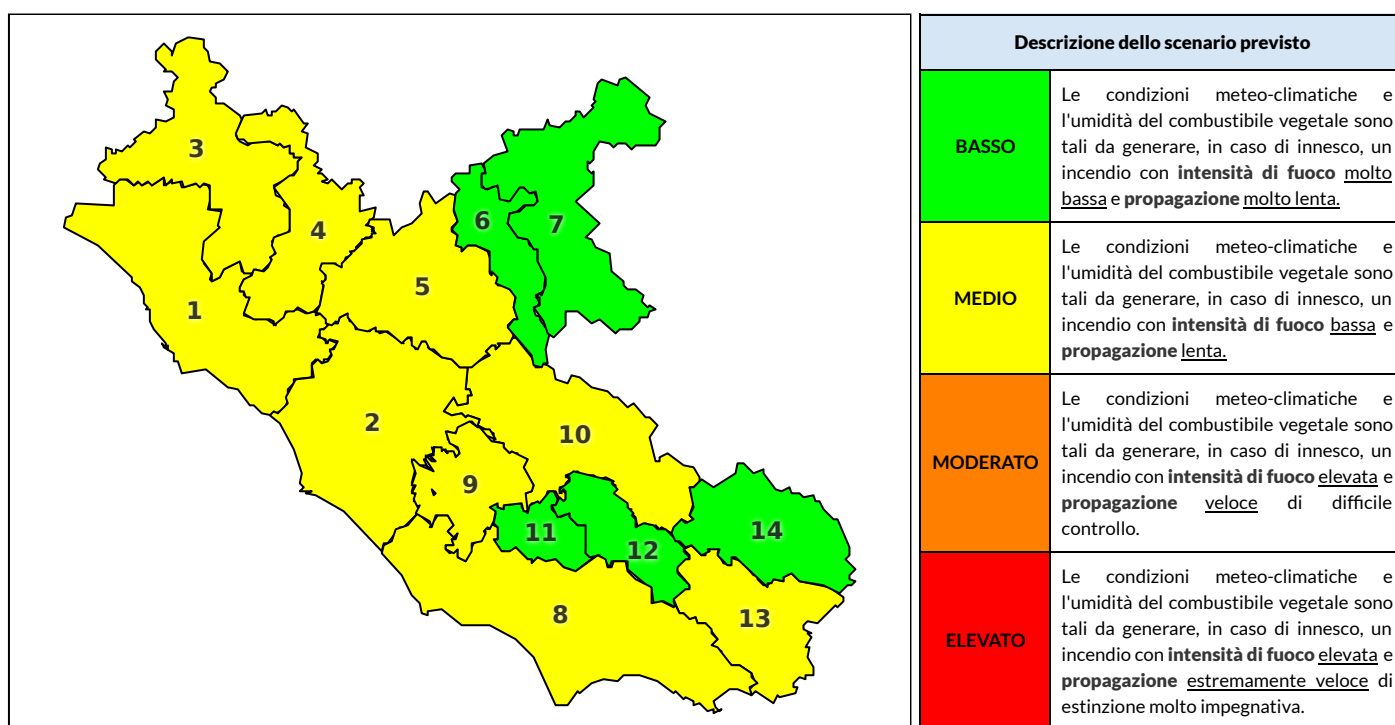 3
4
6
7
5
1
2
10
9
11
12
14
8
13
Descrizione dello scenario previsto
BASSO
Le condizioni meteo-climatiche e
l'umidità del combustibile vegetale sono
tali da generare, in caso di innesco, un
incendio con intensità di fuoco molto
bassa e propagazione molto lenta.
MEDIO
Le condizioni meteo-climatiche e
l'umidità del combustibile vegetale sono
tali da generare, in caso di innesco, un
incendio con intensità di fuoco bassa e
propagazione lenta.
MODERATO
Le condizioni meteo-climatiche e
l'umidità del combustibile vegetale sono
tali da generare, in caso di innesco, un
incendio con intensità di fuoco elevata e
propagazione veloce di difficile
controllo.
ELEVATO
Le condizioni meteo-climatiche e
l'umidità del combustibile vegetale sono
tali da generare, in caso di innesco, un
incendio con intensità di fuoco elevata e
propagazione estremamente veloce di
estinzione molto impegnativa.